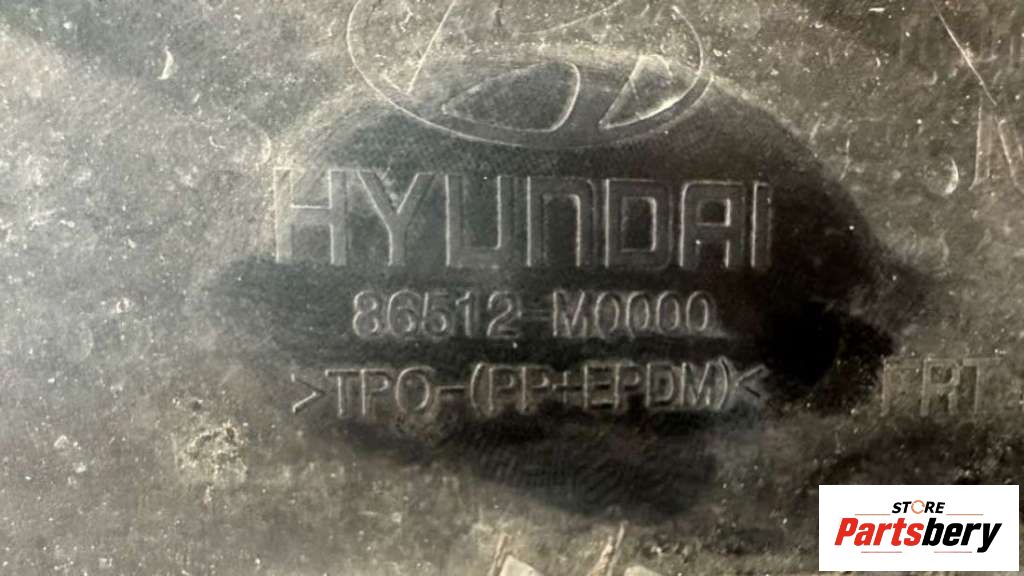 HYUNDAI
86512-M0000
>TPO-(PP+EPDM)<
FRT
STORE
Partsbery